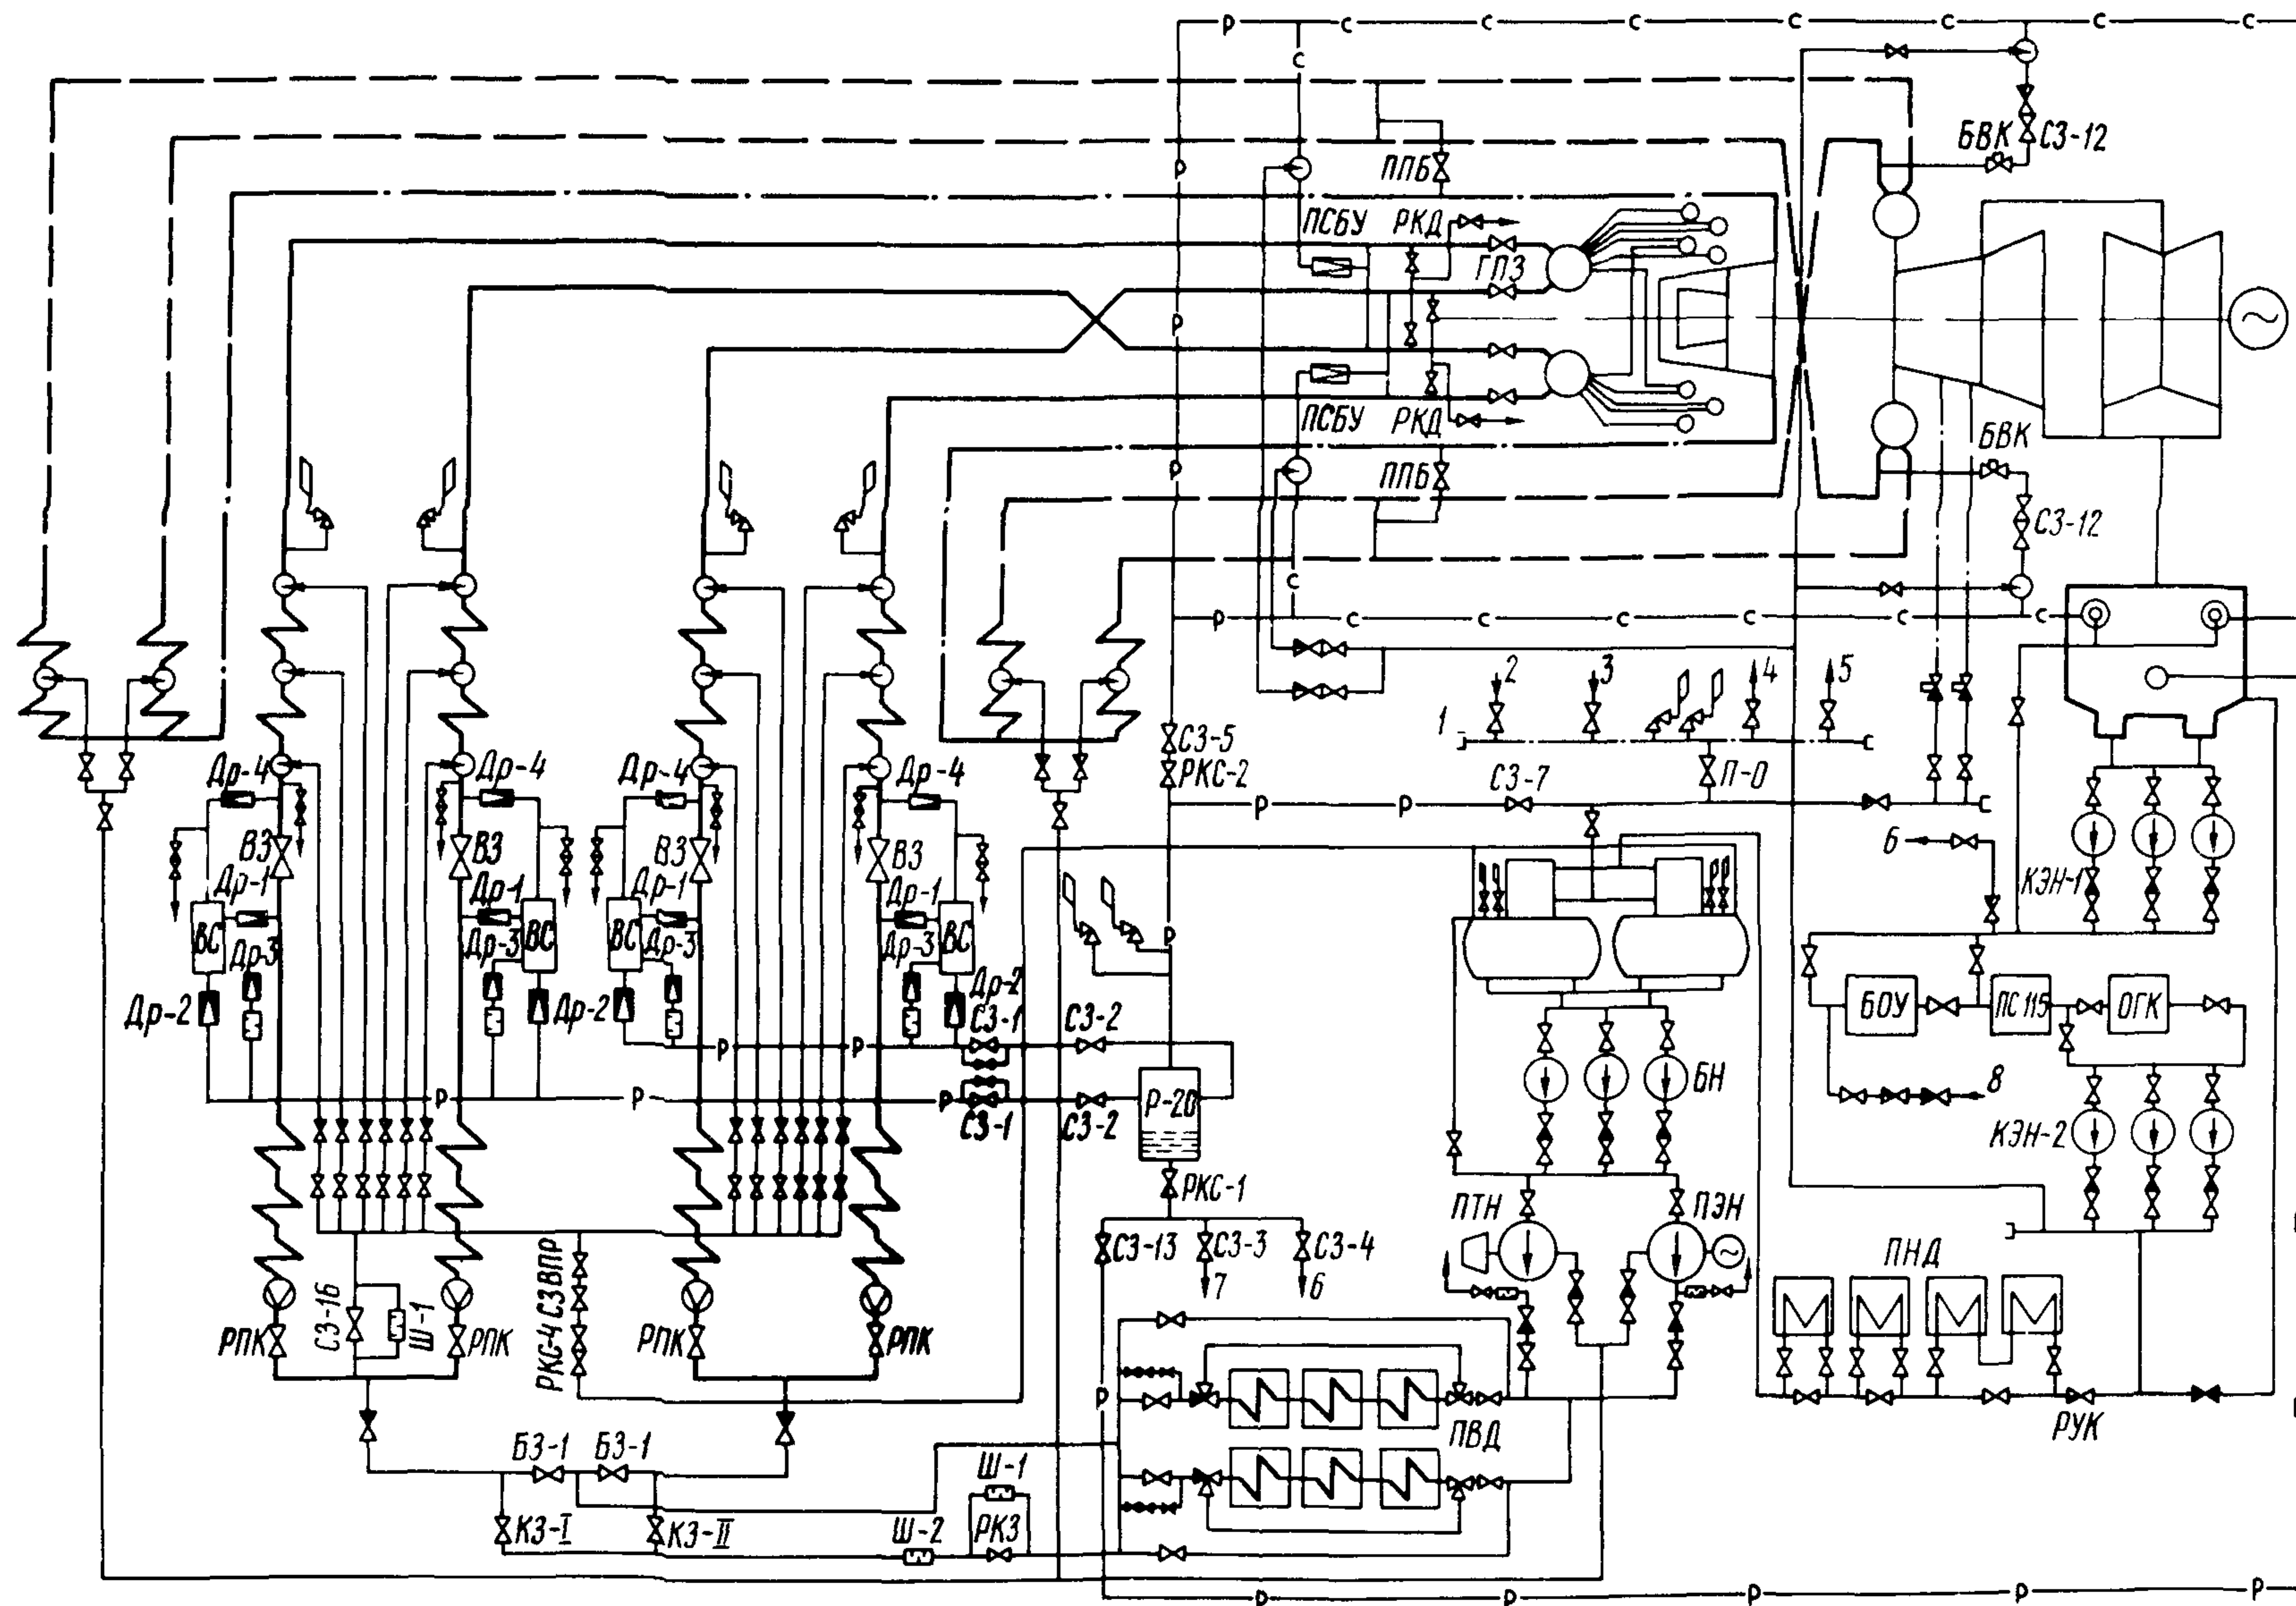 р с с с с с с с
с
БВК СЗ-12
р ППБ
ПСБУ РКД
ГПЗ
р
ПСБУ РКД
БВК
р ППБ
СЗ-12
с
р с с с с с
2 3 4 5
1
СЗ-5
РКС-2
Др-4 Др-4 Др-4 Др-4
СЗ-7 П-0
р р
ВЗ ВЗ ВЗ ВЗ
6
Др-1 Др-1 Др-1 Др-1
КЭН-1
ВС ВС ВС ВС
р
Др-3 Др-3 Др-3 Др-3
Др-2 Др-2 Др-2
БОУ ПС 115 ОГК
СЗ-1 СЗ-2
р р
БН
8
р р р Р-20
СЗ-1 СЗ-2
КЭН-2
РКС-1
ПТН ПЭН
СЗ-13 СЗ-3 СЗ-4
7 6
ПНД
СЗ-16 Ш-1
РКС-4 СЗ ВПР
РПК РПК РПК РПК
р
РУК
ПВД
БЗ-1 БЗ-1
Ш-1
КЗ-I КЗ-II Ш-2 РКЗ
р р р р р